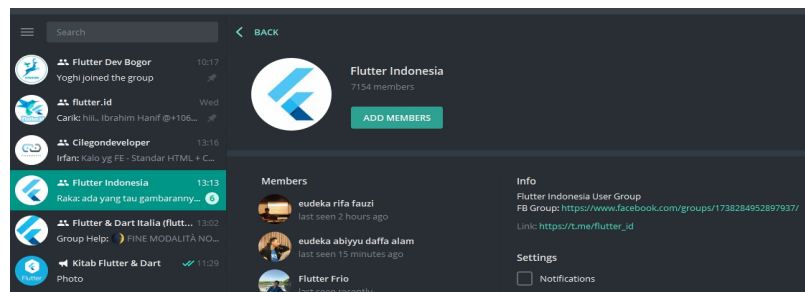 Search
Flutter Dev Bogor 10:17
Yoghi joined the group
flutter.id Wed
Carik: hiii.. Ibrahim Hanif @+106...
Cilegondeveloper 13:16
Irfan: Kalo yg FE - Standar HTML + C...
Flutter Indonesia 13:13
Raka: ada yang tau gambaranny... 6
Flutter & Dart Italia (flutt... 13:02
Group Help: FINE MODALITÀ NO...
Kitab Flutter & Dart 11:29
Photo
Flutter
BACK
Flutter Indonesia
7154 members
ADD MEMBERS
Members
eudeka rifa fauzi
last seen 2 hours ago
eudeka abiyyu daffa alam
last seen 15 minutes ago
Flutter Frio
last seen recently
Info
Flutter Indonesia User Group
FB Group: https://www.facebook.com/groups/1738284952897937/
Link: https://t.me/flutter_id
Settings
Notifications